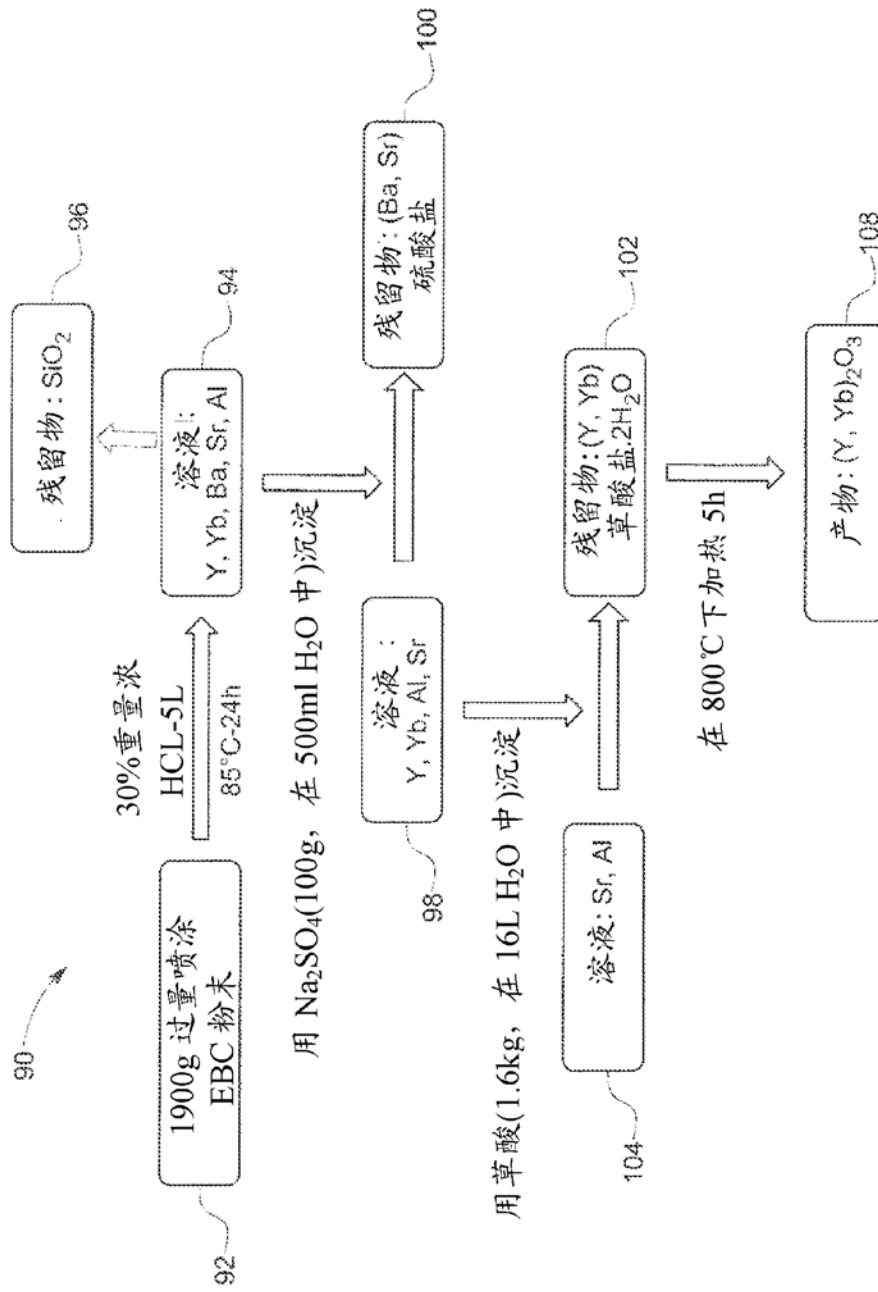 90
92
1900g 过量喷涂
EBC 粉末
30%重量浓
HCL-5L
85°C-24h
94
溶液:
Y, Yb, Ba, Sr, Al
96
残留物: SiO₂
用 Na₂SO₄(100g, 在 500ml H₂O 中)沉淀
98
溶液:
Y, Yb, Al, Sr
100
残留物: (Ba, Sr)
硫酸盐
用草酸(1.6kg, 在 16L H₂O 中)沉淀
104
溶液: Sr, Al
102
残留物: (Y, Yb)
草酸盐.2H₂O
在 800℃下加热 5h
108
产物: (Y, Yb)₂O₃